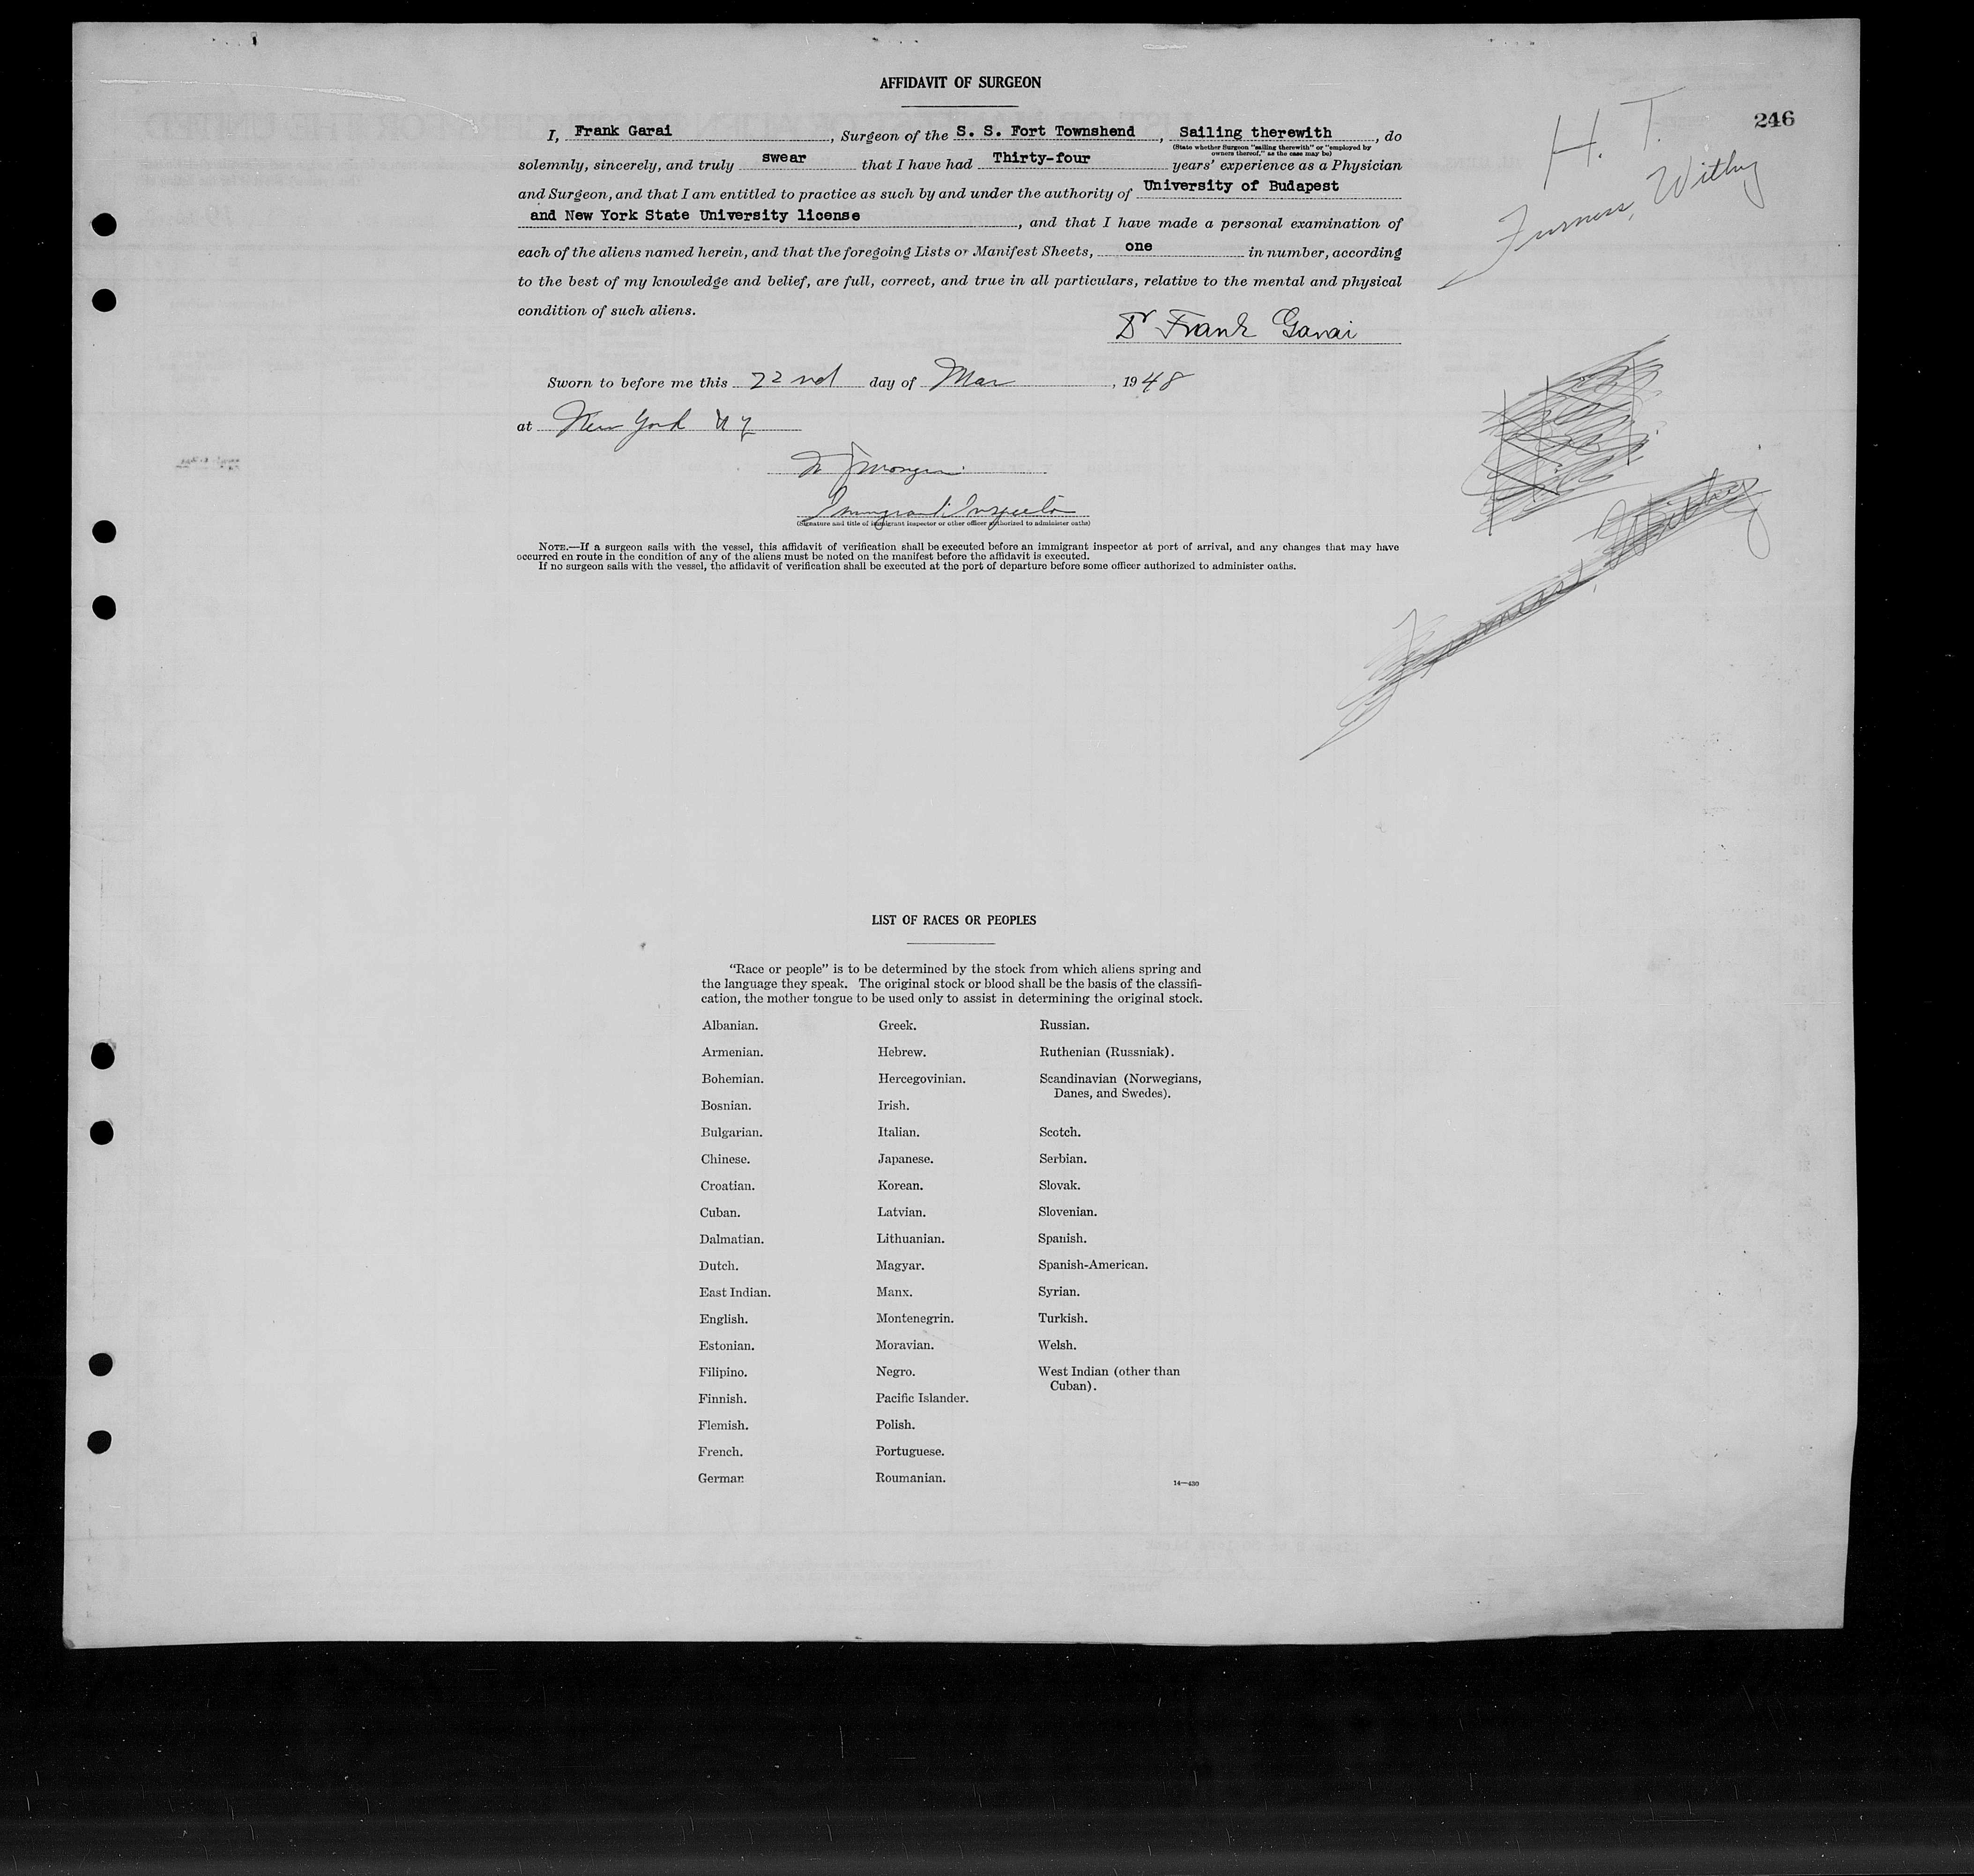 AFFIDAVIT OF SURGEON
246
H. T.
Furness, Withy
I, Frank Garai, Surgeon of the S. S. Fort Townshend, Sailing therewith, do
(State whether Surgeon "sailing therewith" or "employed by
owners thereof," as the case may be)
solemnly, sincerely, and truly swear that I have had Thirty-four years' experience as a Physician
and Surgeon, and that I am entitled to practice as such by and under the authority of University of Budapest
and New York State University license, and that I have made a personal examination of
each of the aliens named herein, and that the foregoing Lists or Manifest Sheets, one in number, according
to the best of my knowledge and belief, are full, correct, and true in all particulars, relative to the mental and physical
condition of such aliens.
Dr Frank Garai
Sworn to before me this 22nd day of Mar, 1948
at New York NY
Immigrant Inspector
(Signature and title of immigrant inspector or other officer authorized to administer oaths)
Furness, Withy
NOTE.—If a surgeon sails with the vessel, this affidavit of verification shall be executed before an immigrant inspector at port of arrival, and any changes that may have
occurred en route in the condition of any of the aliens must be noted on the manifest before the affidavit is executed.
If no surgeon sails with the vessel, the affidavit of verification shall be executed at the port of departure before some officer authorized to administer oaths.
LIST OF RACES OR PEOPLES
"Race or people" is to be determined by the stock from which aliens spring and
the language they speak. The original stock or blood shall be the basis of the classifi-
cation, the mother tongue to be used only to assist in determining the original stock.
Albanian.
Armenian.
Bohemian.
Bosnian.
Bulgarian.
Chinese.
Croatian.
Cuban.
Dalmatian.
Dutch.
East Indian.
English.
Estonian.
Filipino.
Finnish.
Flemish.
French.
German
Greek.
Hebrew.
Hercegovinian.
Irish.
Italian.
Japanese.
Korean.
Latvian.
Lithuanian.
Magyar.
Manx.
Montenegrin.
Moravian.
Negro.
Pacific Islander.
Polish.
Portuguese.
Roumanian.
Russian.
Ruthenian (Russniak).
Scandinavian (Norwegians,
Danes, and Swedes).
Scotch.
Serbian.
Slovak.
Slovenian.
Spanish.
Spanish-American.
Syrian.
Turkish.
Welsh.
West Indian (other than
Cuban).
14—430